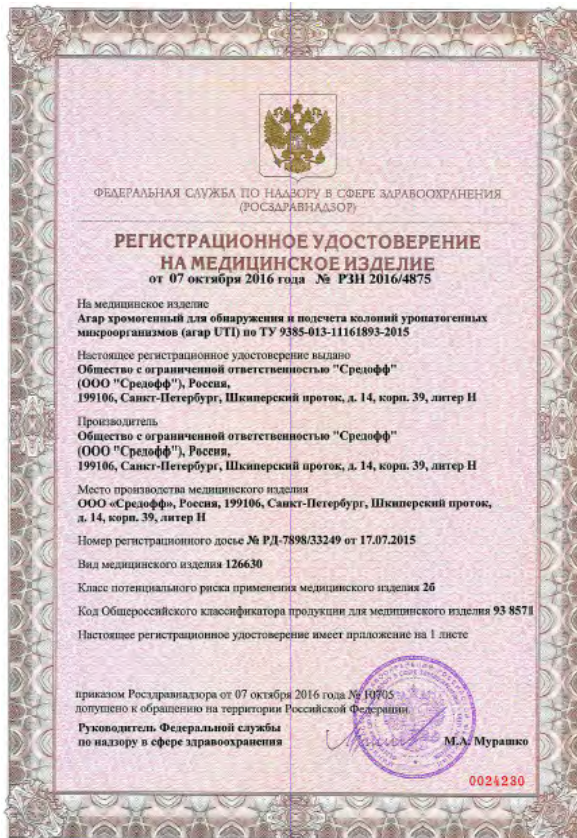 ФЕДЕРАЛЬНАЯ СЛУЖБА ПО НАДЗОРУ В СФЕРЕ ЗДРАВООХРАНЕНИЯ
(РОСЗДРАВНАДЗОР)
РЕГИСТРАЦИОННОЕ УДОСТОВЕРЕНИЕ
НА МЕДИЦИНСКОЕ ИЗДЕЛИЕ
от 07 октября 2016 года № РЗН 2016/4875
На медицинское изделие
Агар хромогенный для обнаружения и подсчета колоний уропатогенных
микроорганизмов (агар UTI) по ТУ 9385-013-11161893-2015
Настоящее регистрационное удостоверение выдано
Общество с ограниченной ответственностью "Средофф"
(ООО "Средофф"), Россия,
199106, Санкт-Петербург, Шкиперский проток, д. 14, корп. 39, литер Н
Производитель
Общество с ограниченной ответственностью "Средофф"
(ООО "Средофф"), Россия,
199106, Санкт-Петербург, Шкиперский проток, д. 14, корп. 39, литер Н
Место производства медицинского изделия
ООО «Средофф», Россия, 199106, Санкт-Петербург, Шкиперский проток,
д. 14, корп. 39, литер Н
Номер регистрационного досье № РД-7898/33249 от 17.07.2015
Вид медицинского изделия 126630
Класс потенциального риска применения медицинского изделия 2б
Код Общероссийского классификатора продукции для медицинского изделия 93 8571
Настоящее регистрационное удостоверение имеет приложение на 1 листе
приказом Росздравнадзора от 07 октября 2016 года № 10705
допущено к обращению на территории Российской Федерации.
Руководитель Федеральной службы
по надзору в сфере здравоохранения
М.А. Мурашко
0024230